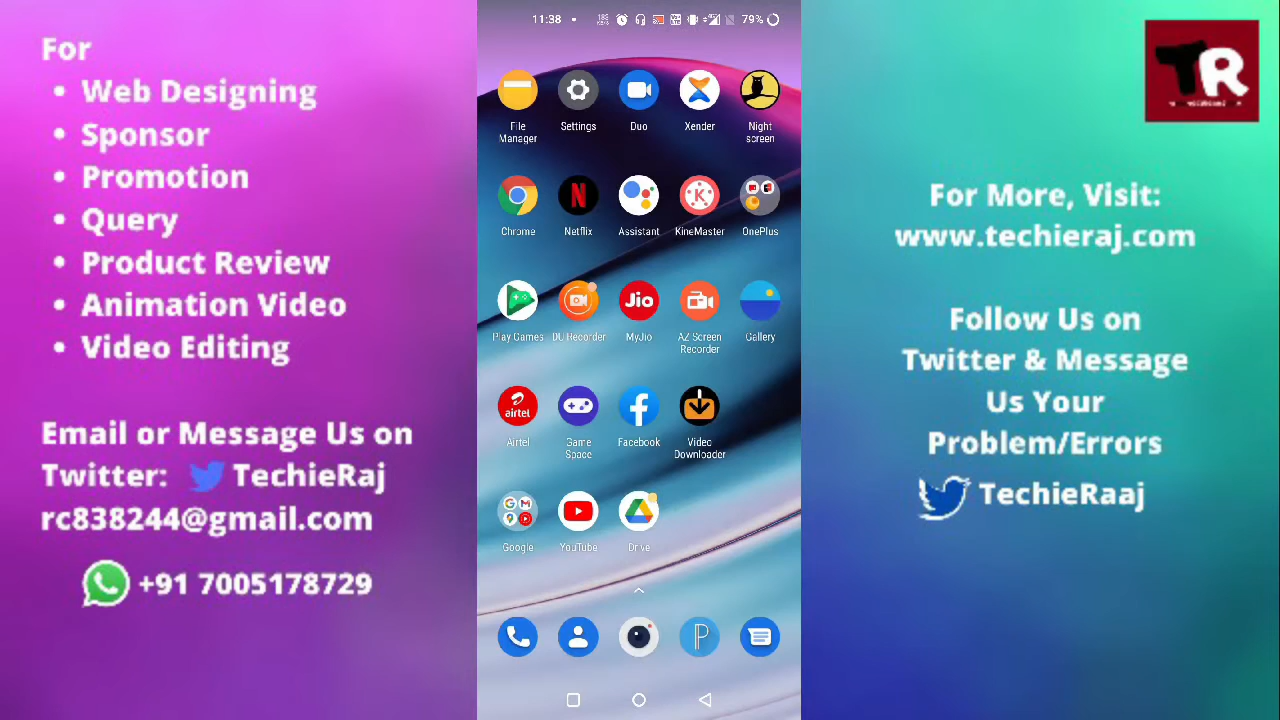 For
• Web Designing
• Sponsor
• Promotion
• Query
• Product Review
• Animation Video
• Video Editing
Email or Message Us on
Twitter: TechieRaj
rc838244@gmail.com
+91 7005178729
11:38
79%
File
Manager
Settings
Duo
Xender
Night
screen
Chrome
Netflix
Assistant
KineMaster
OnePlus
Play Games
DU Recorder
Jio
MyJio
AZ Screen
Recorder
Gallery
airtel
Airtel
Game
Space
Facebook
Video
Downloader
Google
YouTube
Drive
TR
For More, Visit:
www.techieraj.com
Follow Us on
Twitter & Message
Us Your
Problem/Errors
TechieRaaj